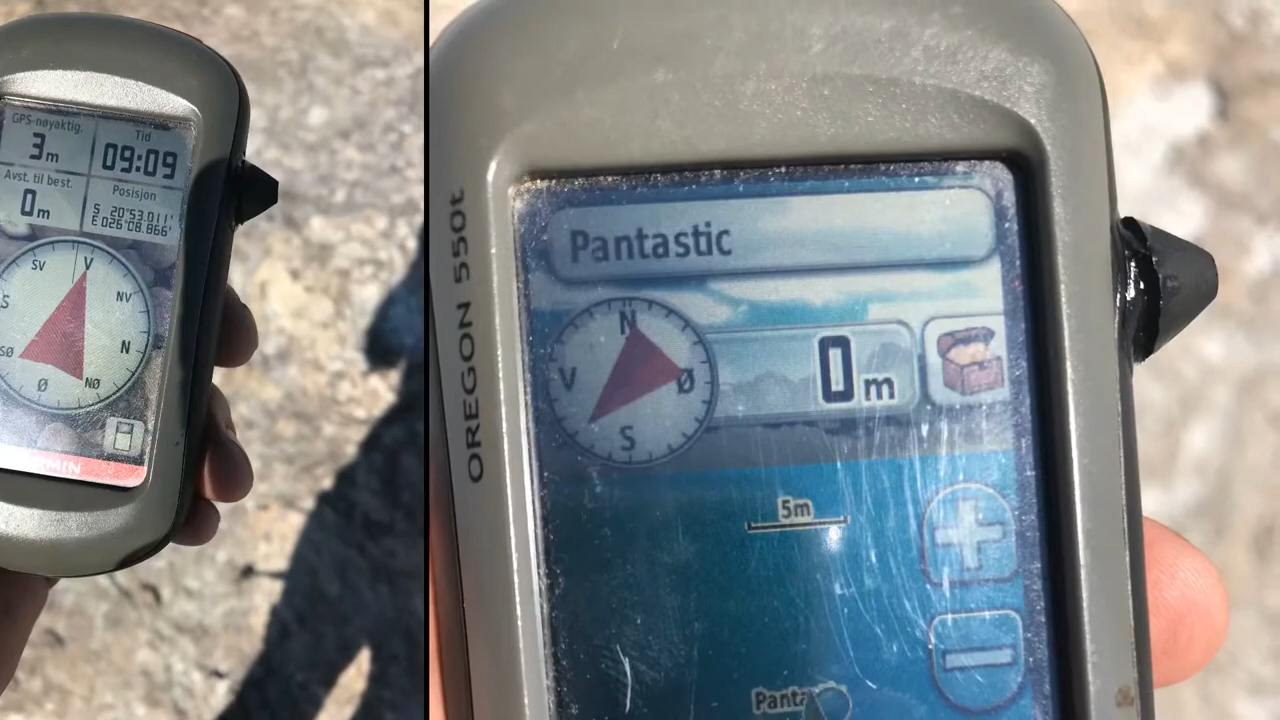 GPS-nøyaktig.
3m
Tid
09:09
Avst. til best.
0m
Posisjon
S 20°53.011'
E 026°08.866'
SV
V
NV
S
N
SØ
Ø
NØ
OREGON 550t
Pantastic
N
V
Ø
S
0m
5m